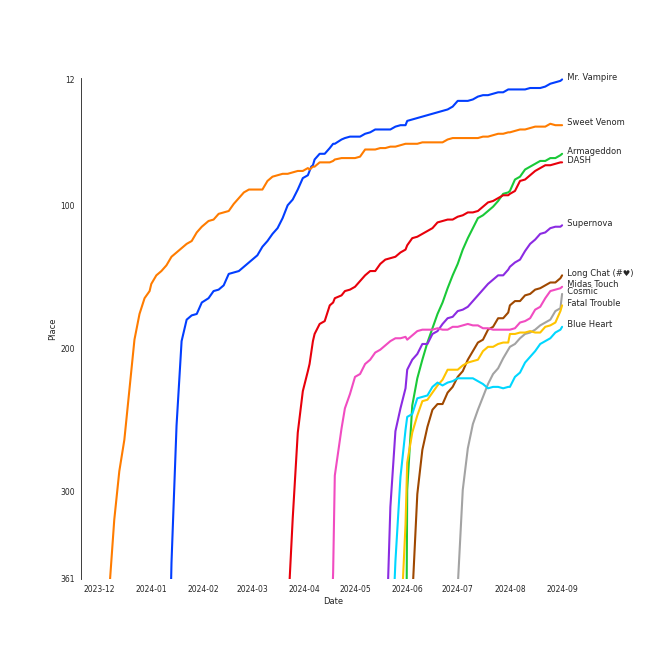 12
Mr. Vampire
Sweet Venom
Armageddon
DASH
100
Supernova
Long Chat (#♥)
Midas Touch
Cosmic
Fatal Trouble
Blue Heart
Place
200
300
361
2023-12 2024-01 2024-02 2024-03 2024-04 2024-05 2024-06 2024-07 2024-08 2024-09
Date